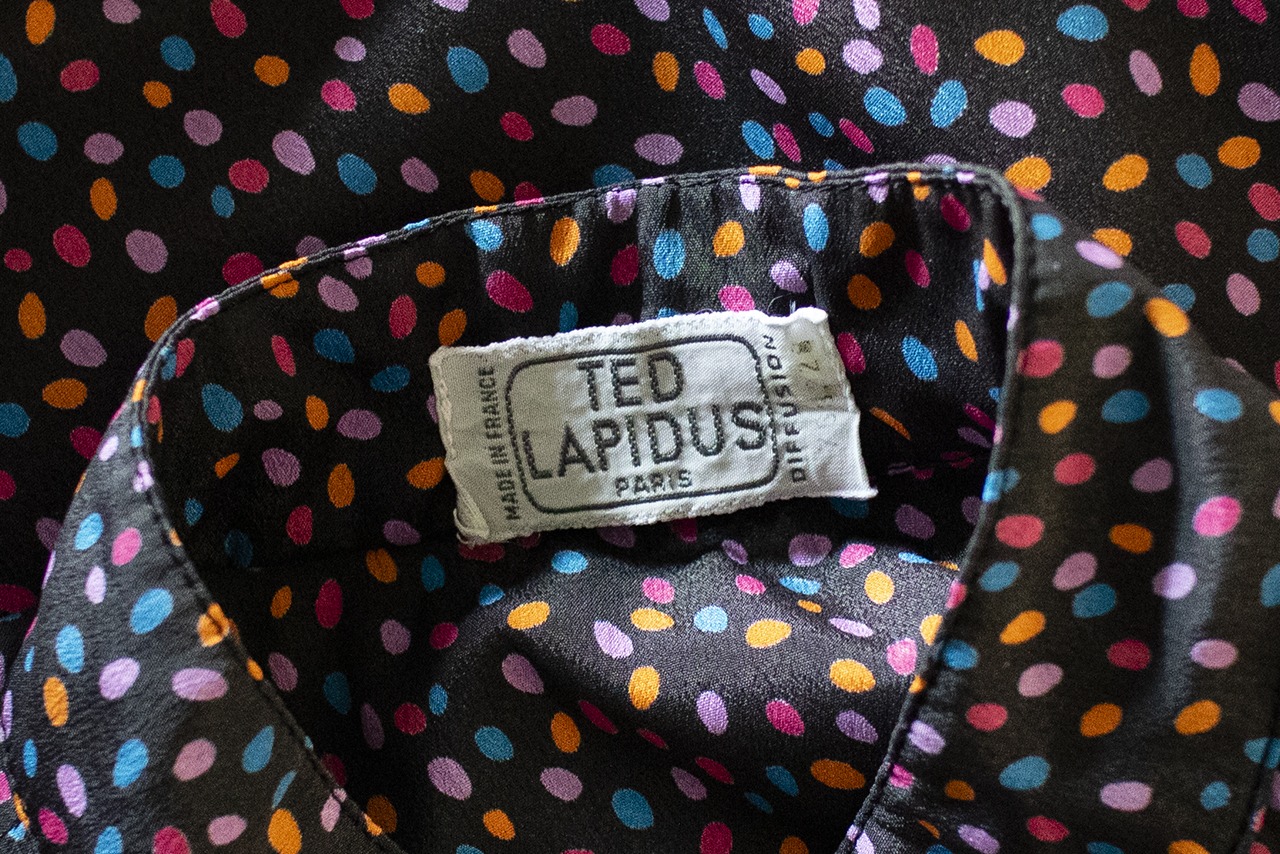 MADE IN FRANCE
TED
LAPIDUS
PARIS
DIFFUSION